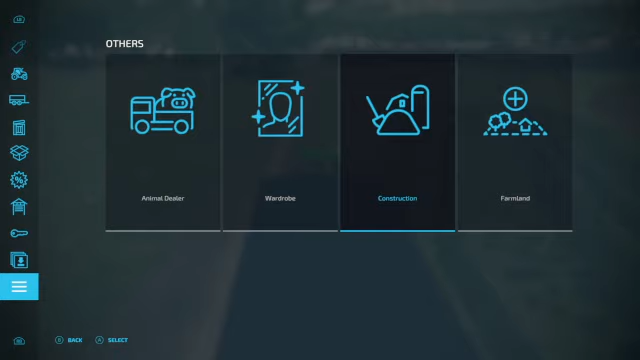 OTHERS
Animal Dealer
Wardrobe
Construction
Farmland
B BACK
A SELECT